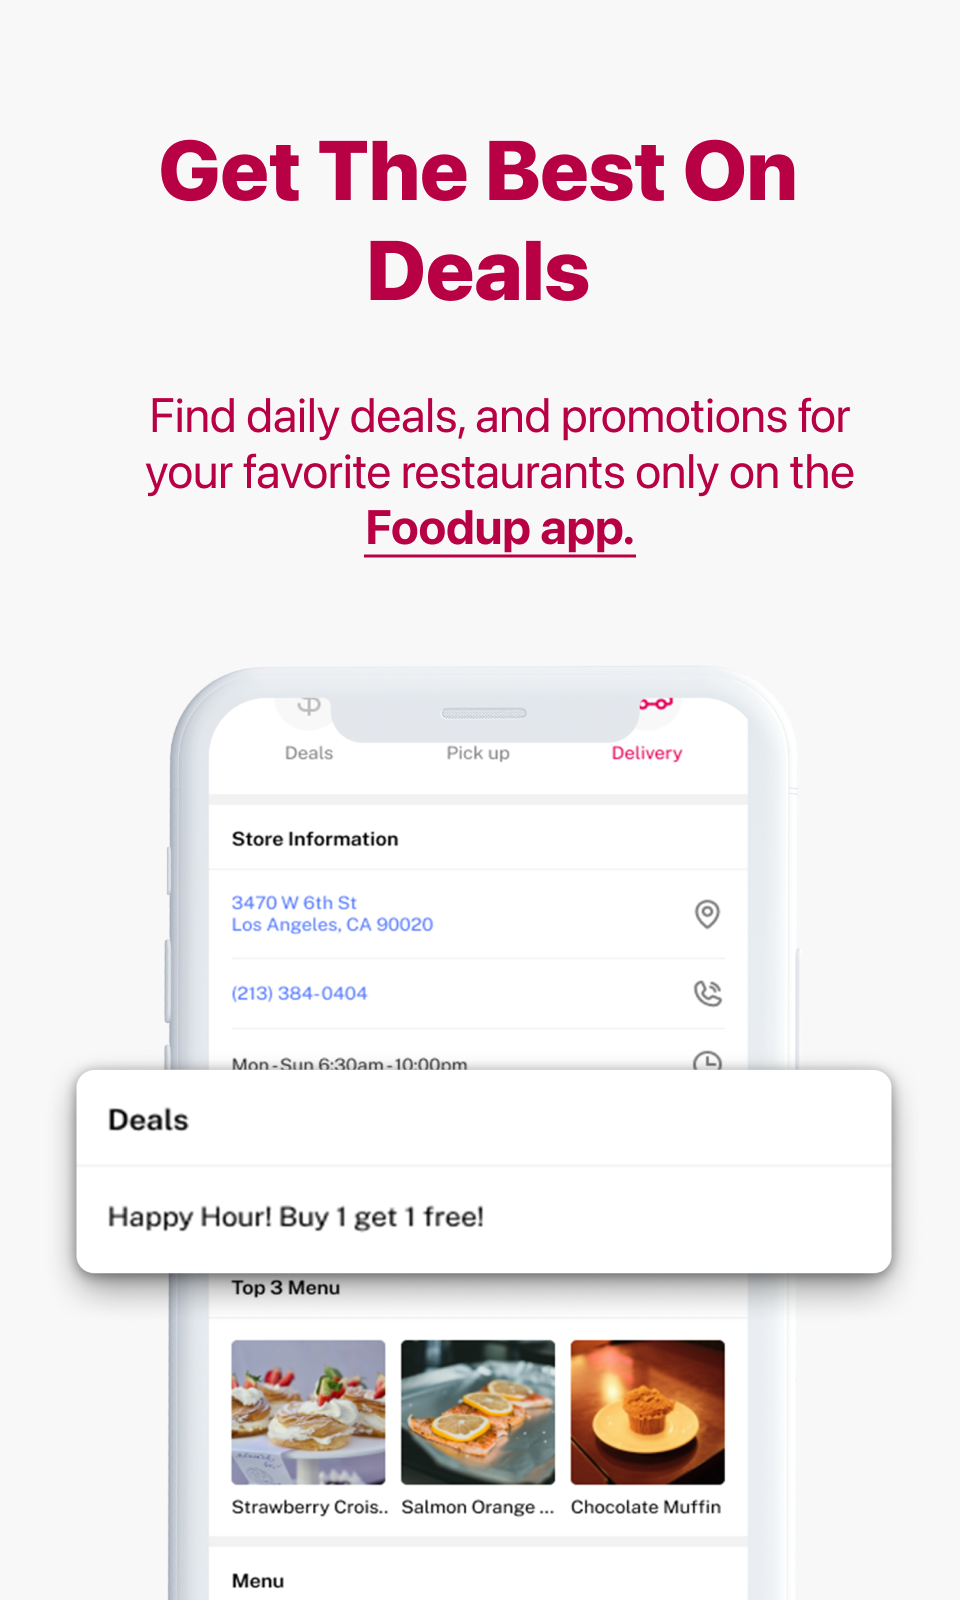 Get The Best On
Deals
Find daily deals, and promotions for
your favorite restaurants only on the
Foodup app.
Deals
Pick up
Delivery
Store Information
3470 W 6th St
Los Angeles, CA 90020
(213) 384-0404
Mon - Sun 6:30am - 10:00pm
Deals
Happy Hour! Buy 1 get 1 free!
Top 3 Menu
Strawberry Crois..
Salmon Orange ...
Chocolate Muffin
Menu